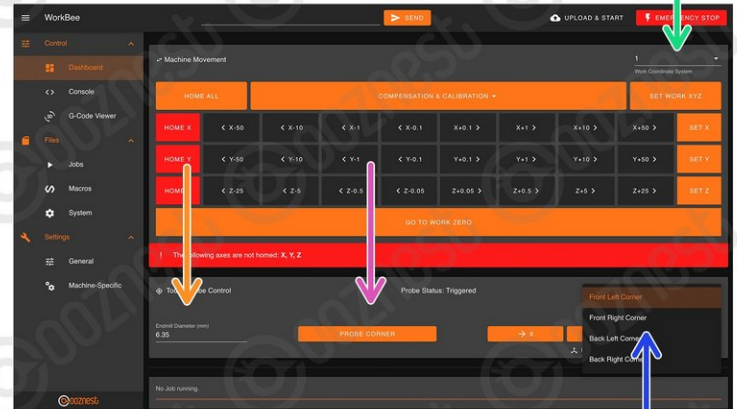 WorkBee
SEND
UPLOAD & START
EMERGENCY STOP
Control
Dashboard
Console
G-Code Viewer
Files
Jobs
Macros
System
Settings
General
Machine-Specific
ooznest
Machine Movement
1
Work Coordinate System
HOME ALL
COMPENSATION & CALIBRATION
SET WORK XYZ
HOME X < X-50 < X-10 < X-1 < X-0.1 X+0.1 > X+1 > X+10 > X+50 > SET X
HOME Y < Y-50 < Y-10 < Y-1 < Y-0.1 Y+0.1 > Y+1 > Y+10 > Y+50 > SET Y
HOME < Z-25 < Z-5 < Z-0.5 < Z-0.05 Z+0.05 > Z+0.5 > Z+5 > Z+25 > SET Z
GO TO WORK ZERO
! The following axes are not homed: X, Y, Z
Control
Probe Status: Triggered
Endmill Diameter (mm)
6.35
PROBE CORNER
→ X
Front Left Corner
Front Right Corner
Back Left Corner
Back Right Corner
No Job running.